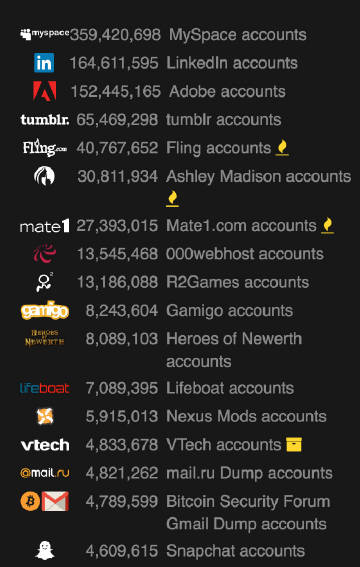 myspace 359,420,698 MySpace accounts
in 164,611,595 LinkedIn accounts
152,445,165 Adobe accounts
tumblr. 65,469,298 tumblr accounts
Fling.com 40,767,652 Fling accounts
30,811,934 Ashley Madison accounts
mate1 27,393,015 Mate1.com accounts
13,545,468 000webhost accounts
2 13,186,088 R2Games accounts
gamigo 8,243,604 Gamigo accounts
HEROES OF 8,089,103 Heroes of Newerth
NEWERTH accounts
lifeboat 7,089,395 Lifeboat accounts
5,915,013 Nexus Mods accounts
vtech 4,833,678 VTech accounts
@mail.ru 4,821,262 mail.ru Dump accounts
4,789,599 Bitcoin Security Forum
Gmail Dump accounts
4,609,615 Snapchat accounts